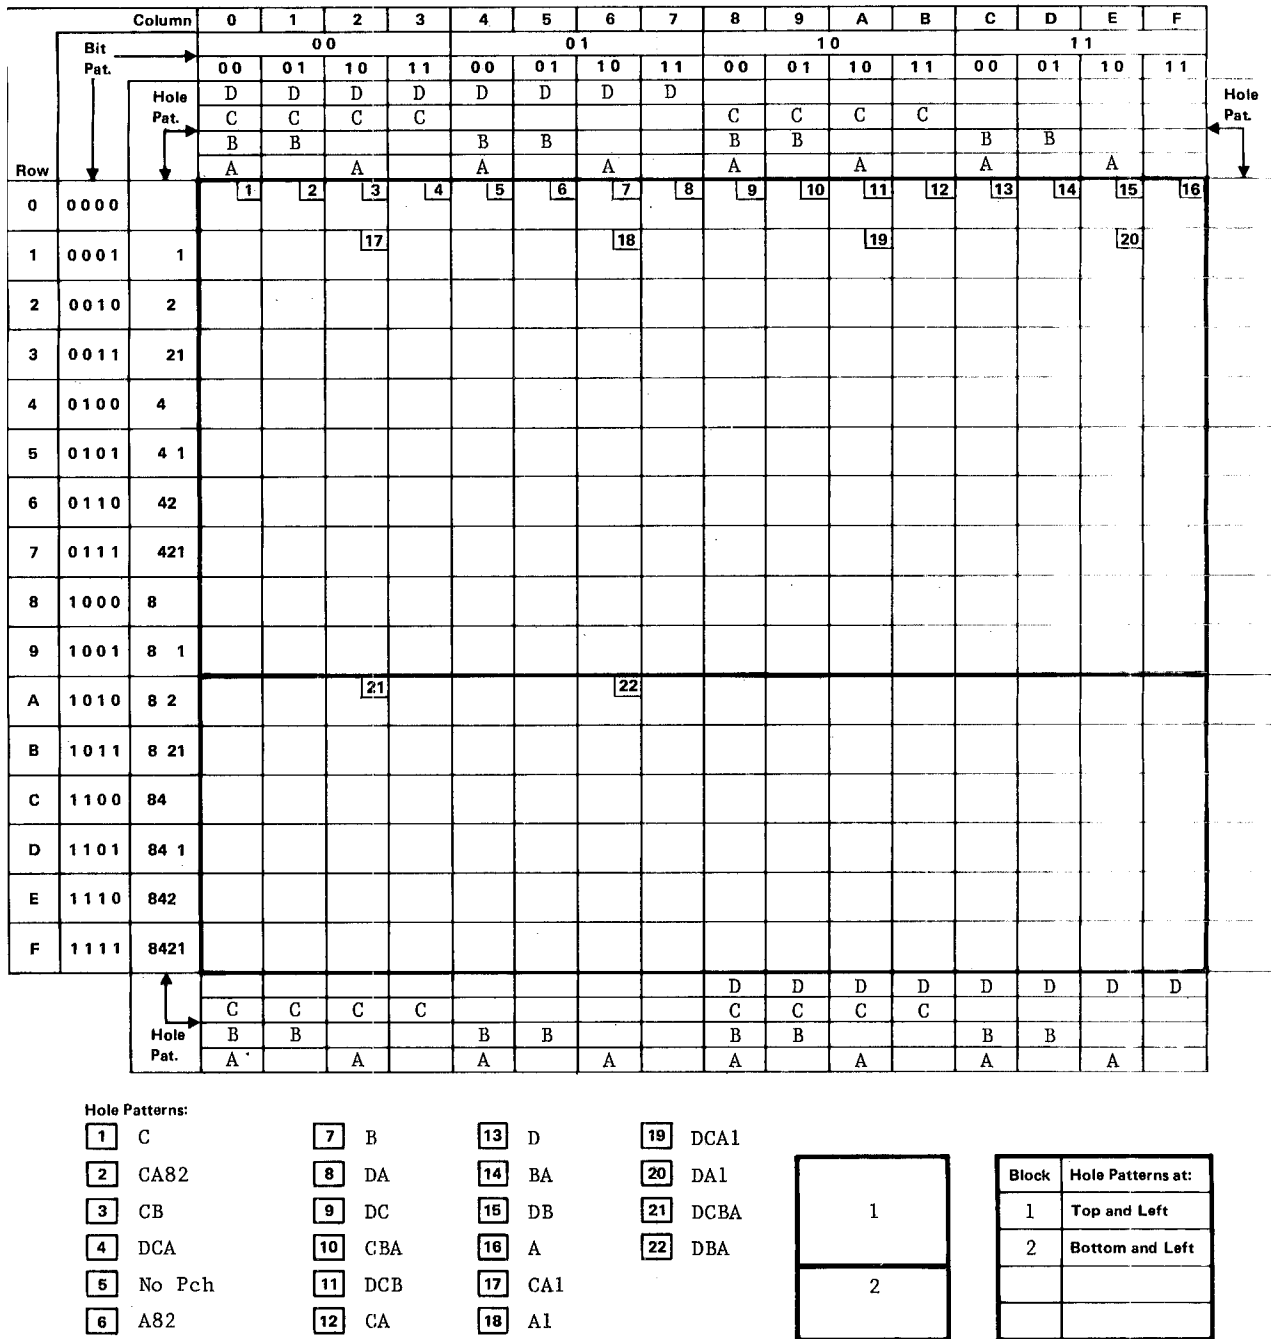 Column 0 1 2 3 4 5 6 7 8 9 A B C D E F
Bit Pat. 00 01 10 11
00 01 10 11 00 01 10 11 00 01 10 11 00 01 10 11
Hole Pat. D D D D D D D D Hole Pat.
C C C C C C C C
B B B B B B B B
Row A A A A A A A A
0 0000 1 2 3 4 5 6 7 8 9 10 11 12 13 14 15 16
1 0001 1 17 18 19 20
2 0010 2
3 0011 21
4 0100 4
5 0101 4 1
6 0110 42
7 0111 421
8 1000 8
9 1001 8 1
A 1010 8 2 21 22
B 1011 8 21
C 1100 84
D 1101 84 1
E 1110 842
F 1111 8421
D D D D D D D D
C C C C C C C C
Hole Pat. B B B B B B B B
A A A A A A A A
Hole Patterns:
1 C 7 B 13 D 19 DCA1
2 CA82 8 DA 14 BA 20 DA1
3 CB 9 DC 15 DB 21 DCBA
4 DCA 10 CBA 16 A 22 DBA
5 No Pch 11 DCB 17 CA1
6 A82 12 CA 18 A1
1
2
Block Hole Patterns at:
1 Top and Left
2 Bottom and Left